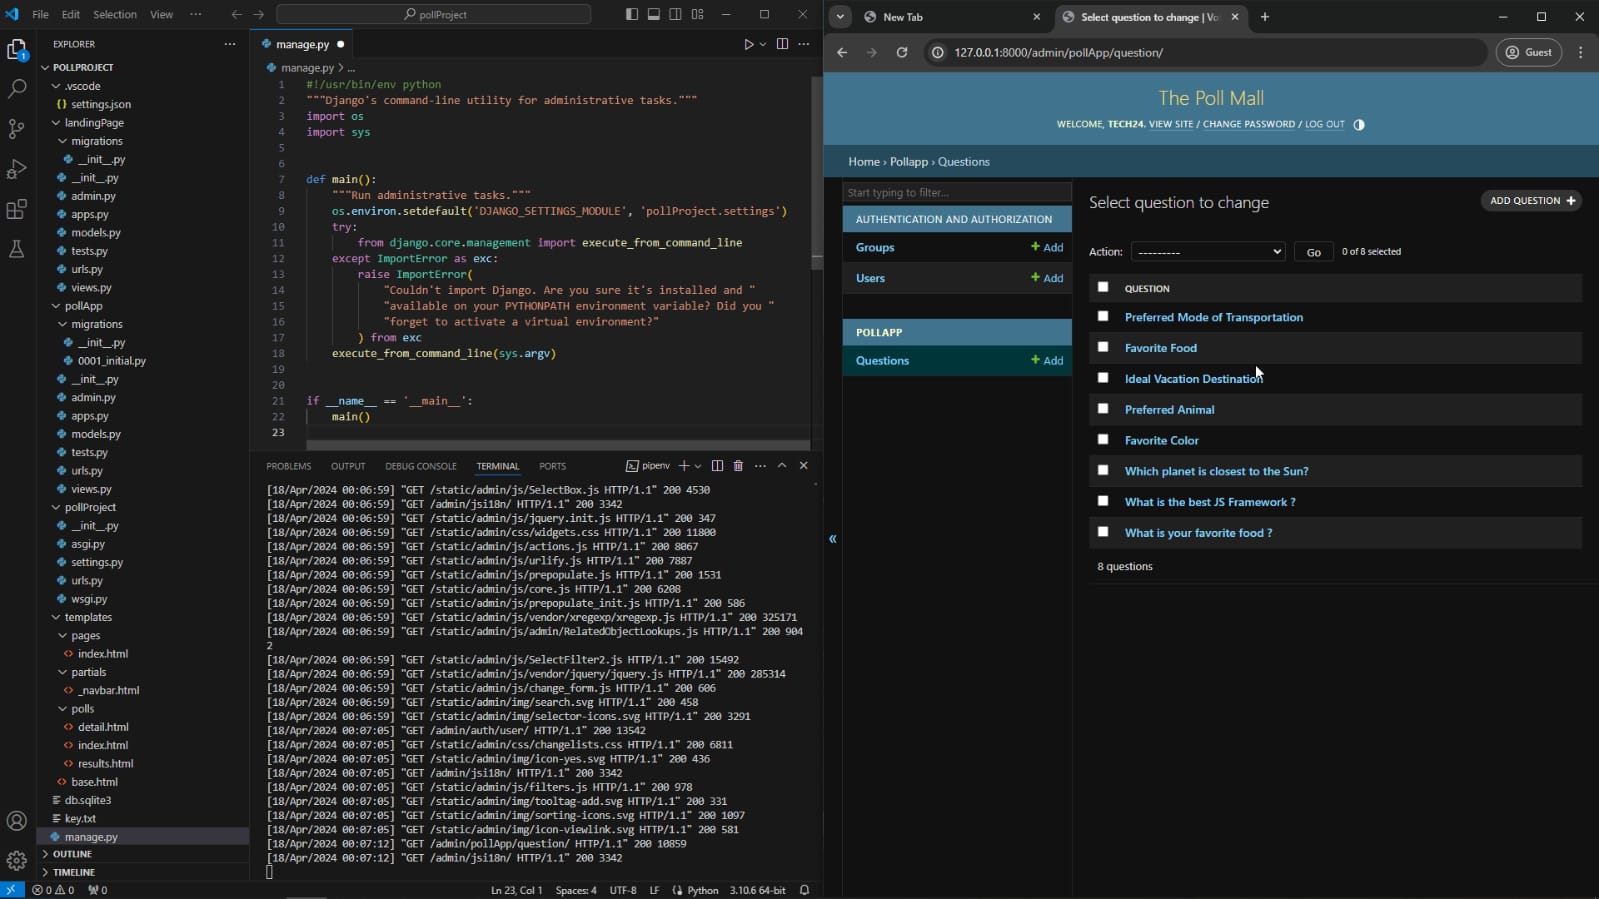 File Edit Selection View ··· pollProject
EXPLORER
POLLPROJECT
.vscode
settings.json
landingPage
migrations
__init__.py
__init__.py
admin.py
apps.py
models.py
tests.py
urls.py
views.py
pollApp
migrations
__init__.py
0001_initial.py
__init__.py
admin.py
apps.py
models.py
tests.py
urls.py
views.py
pollProject
__init__.py
asgi.py
settings.py
urls.py
wsgi.py
templates
pages
index.html
partials
_navbar.html
polls
detail.html
index.html
results.html
base.html
db.sqlite3
key.txt
manage.py
OUTLINE
TIMELINE
1
manage.py
manage.py > ...
1 #!/usr/bin/env python
2 """Django's command-line utility for administrative tasks."""
3 import os
4 import sys
5
6
7 def main():
8 """Run administrative tasks."""
9 os.environ.setdefault('DJANGO_SETTINGS_MODULE', 'pollProject.settings')
10 try:
11 from django.core.management import execute_from_command_line
12 except ImportError as exc:
13 raise ImportError(
14 "Couldn't import Django. Are you sure it's installed and "
15 "available on your PYTHONPATH environment variable? Did you "
16 "forget to activate a virtual environment?"
17 ) from exc
18 execute_from_command_line(sys.argv)
19
20
21 if __name__ == '__main__':
22 main()
23
PROBLEMS OUTPUT DEBUG CONSOLE TERMINAL PORTS pipenv
[18/Apr/2024 00:06:59] "GET /static/admin/js/SelectBox.js HTTP/1.1" 200 4530
[18/Apr/2024 00:06:59] "GET /admin/jsi18n/ HTTP/1.1" 200 3342
[18/Apr/2024 00:06:59] "GET /static/admin/js/jquery.init.js HTTP/1.1" 200 347
[18/Apr/2024 00:06:59] "GET /static/admin/css/widgets.css HTTP/1.1" 200 11800
[18/Apr/2024 00:06:59] "GET /static/admin/js/actions.js HTTP/1.1" 200 8067
[18/Apr/2024 00:06:59] "GET /static/admin/js/urlify.js HTTP/1.1" 200 7887
[18/Apr/2024 00:06:59] "GET /static/admin/js/prepopulate.js HTTP/1.1" 200 1531
[18/Apr/2024 00:06:59] "GET /static/admin/js/core.js HTTP/1.1" 200 6208
[18/Apr/2024 00:06:59] "GET /static/admin/js/prepopulate_init.js HTTP/1.1" 200 586
[18/Apr/2024 00:06:59] "GET /static/admin/js/vendor/xregexp/xregexp.js HTTP/1.1" 200 325171
[18/Apr/2024 00:06:59] "GET /static/admin/js/admin/RelatedObjectLookups.js HTTP/1.1" 200 904
2
[18/Apr/2024 00:06:59] "GET /static/admin/js/SelectFilter2.js HTTP/1.1" 200 15492
[18/Apr/2024 00:06:59] "GET /static/admin/js/vendor/jquery/jquery.js HTTP/1.1" 200 285314
[18/Apr/2024 00:06:59] "GET /static/admin/js/change_form.js HTTP/1.1" 200 606
[18/Apr/2024 00:06:59] "GET /static/admin/img/search.svg HTTP/1.1" 200 458
[18/Apr/2024 00:06:59] "GET /static/admin/img/selector-icons.svg HTTP/1.1" 200 3291
[18/Apr/2024 00:07:05] "GET /admin/auth/user/ HTTP/1.1" 200 13542
[18/Apr/2024 00:07:05] "GET /static/admin/css/changelists.css HTTP/1.1" 200 6811
[18/Apr/2024 00:07:05] "GET /static/admin/img/icon-yes.svg HTTP/1.1" 200 436
[18/Apr/2024 00:07:05] "GET /admin/jsi18n/ HTTP/1.1" 200 3342
[18/Apr/2024 00:07:05] "GET /static/admin/js/filters.js HTTP/1.1" 200 978
[18/Apr/2024 00:07:05] "GET /static/admin/img/tooltag-add.svg HTTP/1.1" 200 331
[18/Apr/2024 00:07:05] "GET /static/admin/img/sorting-icons.svg HTTP/1.1" 200 1097
[18/Apr/2024 00:07:05] "GET /static/admin/img/icon-viewlink.svg HTTP/1.1" 200 581
[18/Apr/2024 00:07:12] "GET /admin/pollApp/question/ HTTP/1.1" 200 10859
[18/Apr/2024 00:07:12] "GET /admin/jsi18n/ HTTP/1.1" 200 3342
0 0 0 Ln 23, Col 1 Spaces: 4 UTF-8 LF Python 3.10.6 64-bit
New Tab Select question to change | Vo
127.0.0.1:8000/admin/pollApp/question/ Guest
The Poll Mall
WELCOME, TECH24. VIEW SITE / CHANGE PASSWORD / LOG OUT
Home › Pollapp › Questions
Start typing to filter...
AUTHENTICATION AND AUTHORIZATION
Groups + Add
Users + Add
POLLAPP
Questions + Add
«
Select question to change ADD QUESTION +
Action: --------- Go 0 of 8 selected
QUESTION
Preferred Mode of Transportation
Favorite Food
Ideal Vacation Destination
Preferred Animal
Favorite Color
Which planet is closest to the Sun?
What is the best JS Framework ?
What is your favorite food ?
8 questions